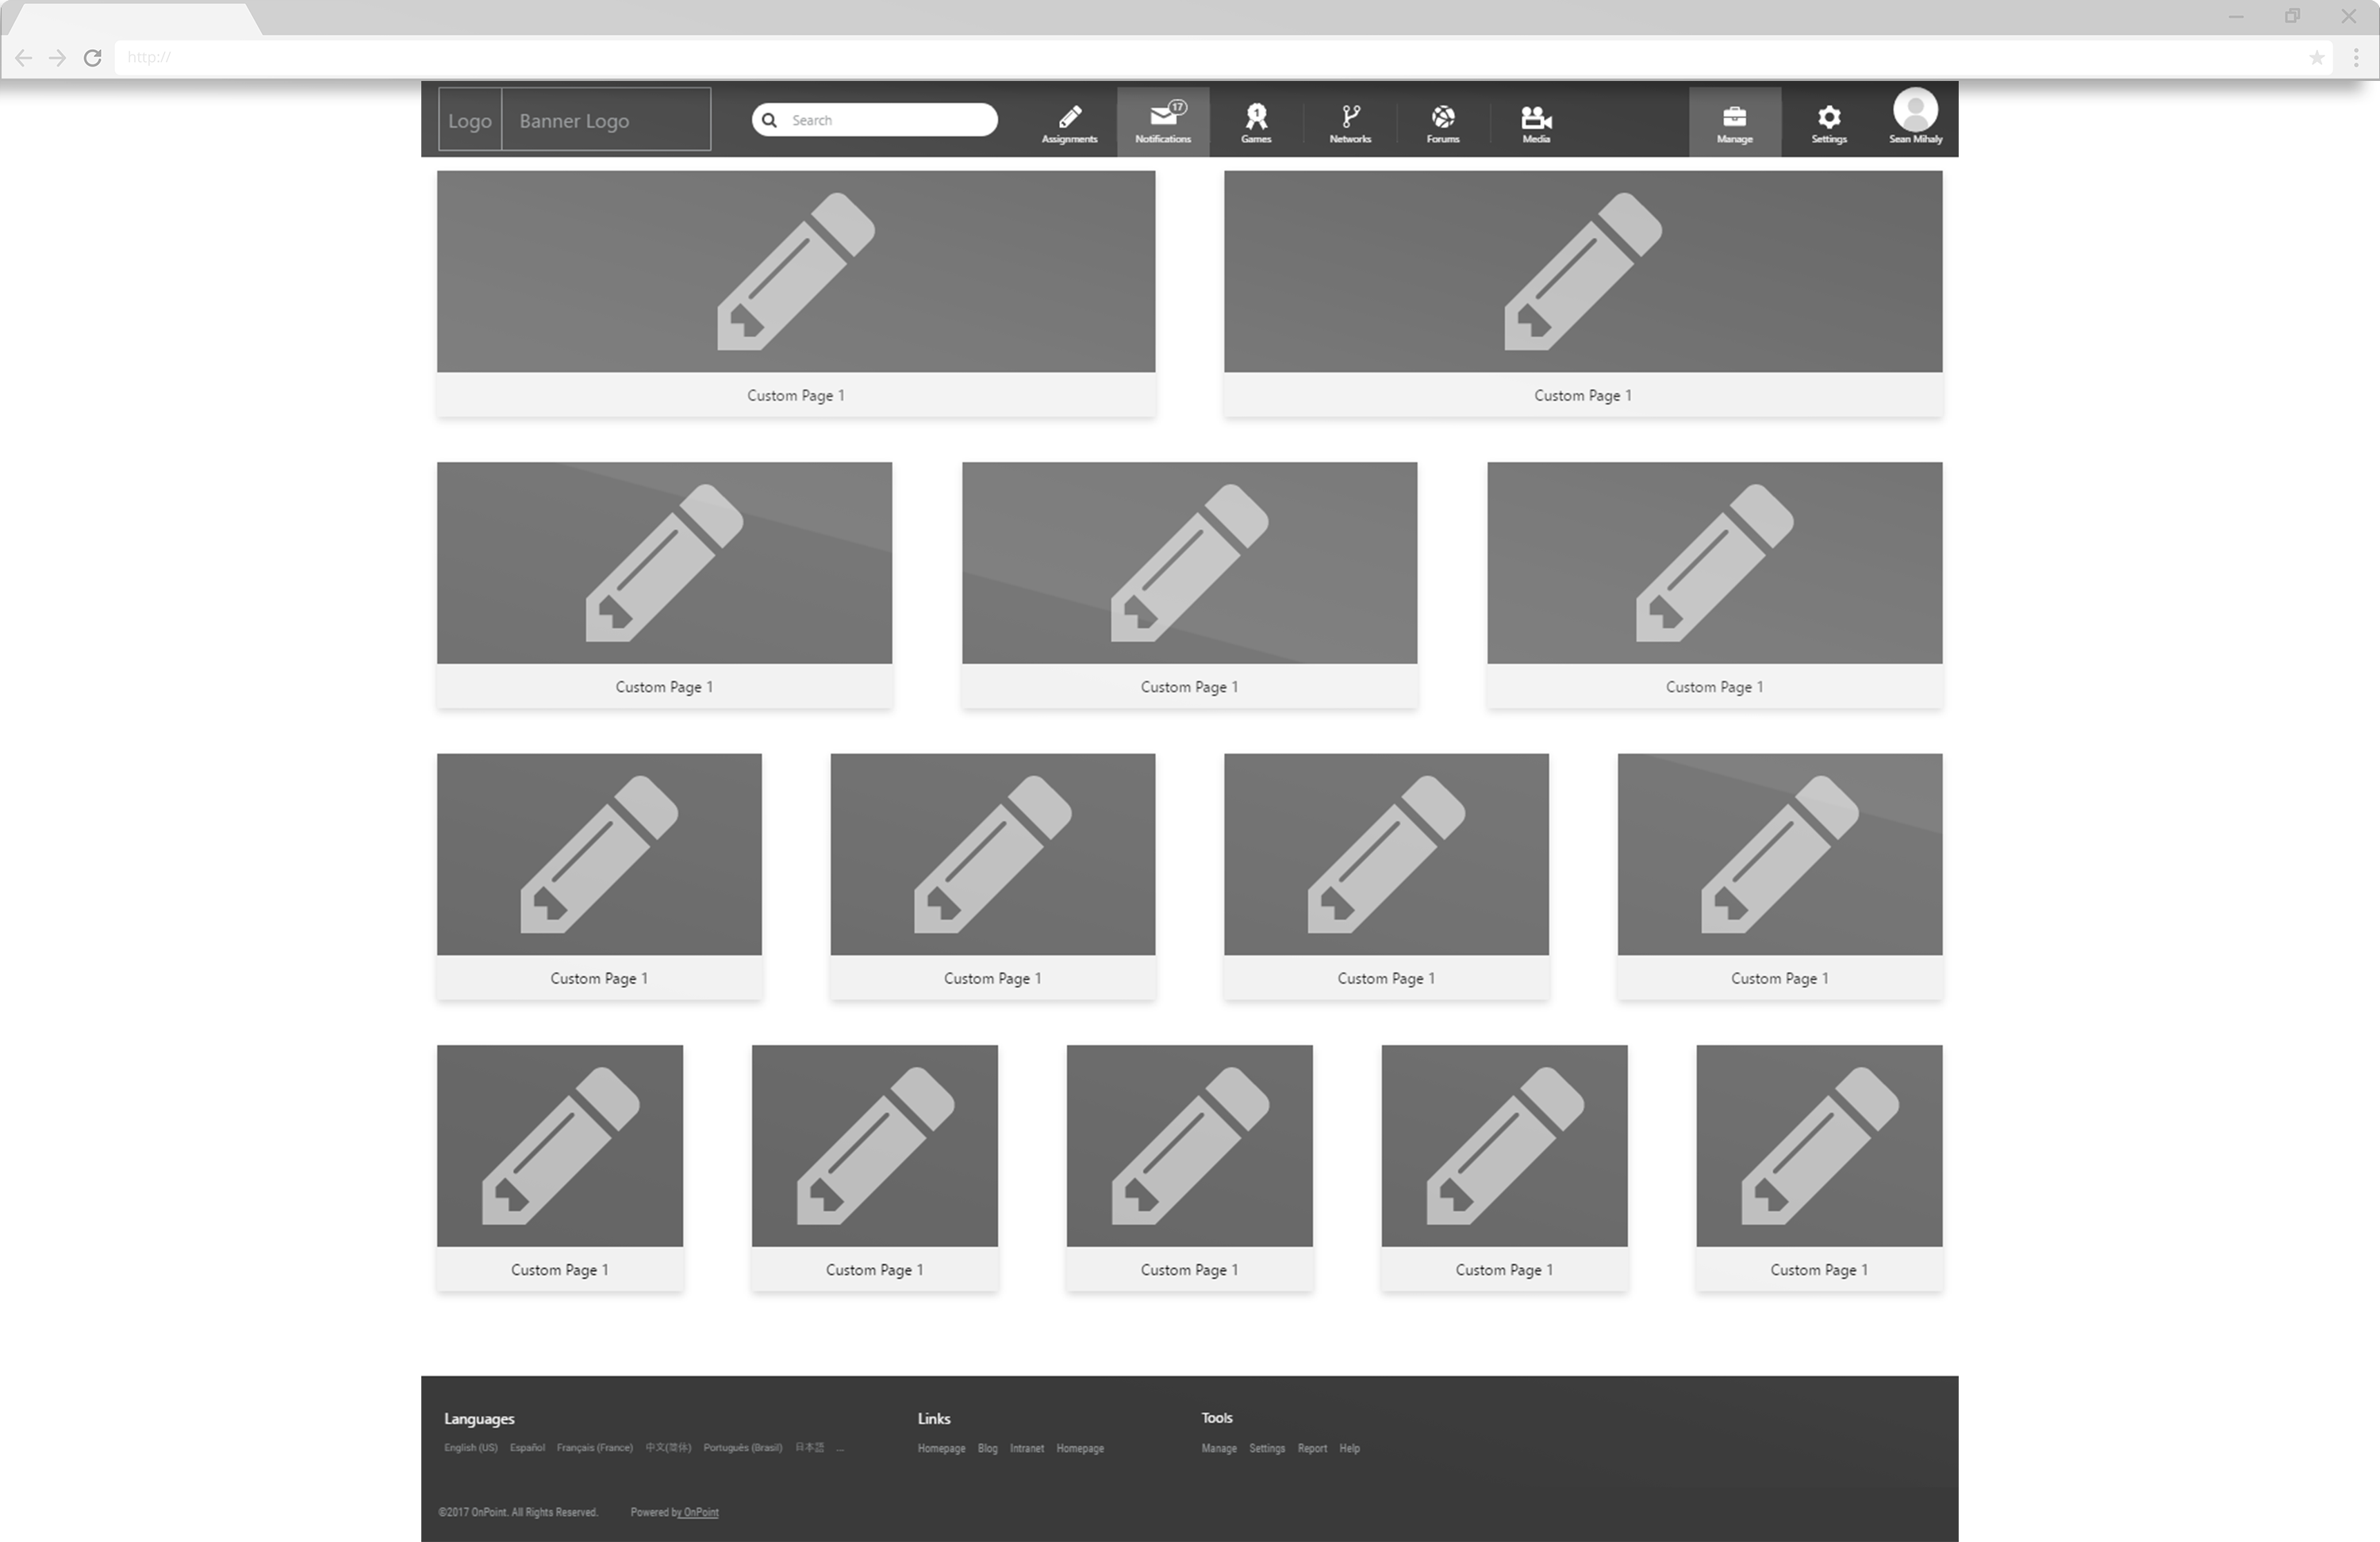 http://
Logo Banner Logo Search Assignments 17 Notifications 1 Games Networks Forums Media Manage Settings Sean Mihaly
Custom Page 1 Custom Page 1
Custom Page 1 Custom Page 1 Custom Page 1
Custom Page 1 Custom Page 1 Custom Page 1 Custom Page 1
Custom Page 1 Custom Page 1 Custom Page 1 Custom Page 1 Custom Page 1
Languages Links Tools
English (US) Español Français (France) 中文(简体) Português (Brasil) 日本語 ... Homepage Blog Intranet Homepage Manage Settings Report Help
©2017 OnPoint. All Rights Reserved. Powered by OnPoint